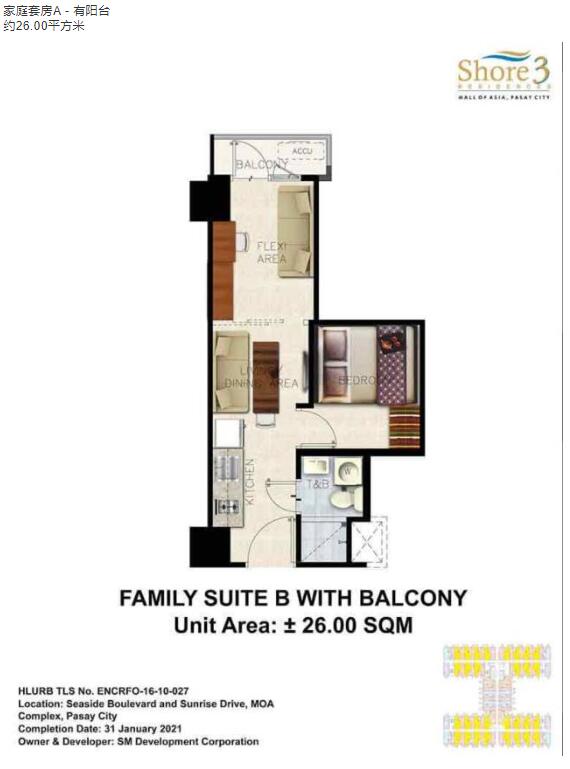 家庭套房A - 有阳台
约26.00平方米
Shore 3
RESIDENCES
MALL OF ASIA, PASAY CITY
ACCU
BALCONY
FLEXI
AREA
LIVING/
DINING AREA
BEDRO
KITCHEN
T&B
W
FAMILY SUITE B WITH BALCONY
Unit Area: ± 26.00 SQM
HLURB TLS No. ENCRFO-16-10-027
Location: Seaside Boulevard and Sunrise Drive, MOA
Complex, Pasay City
Completion Date: 31 January 2021
Owner & Developer: SM Development Corporation